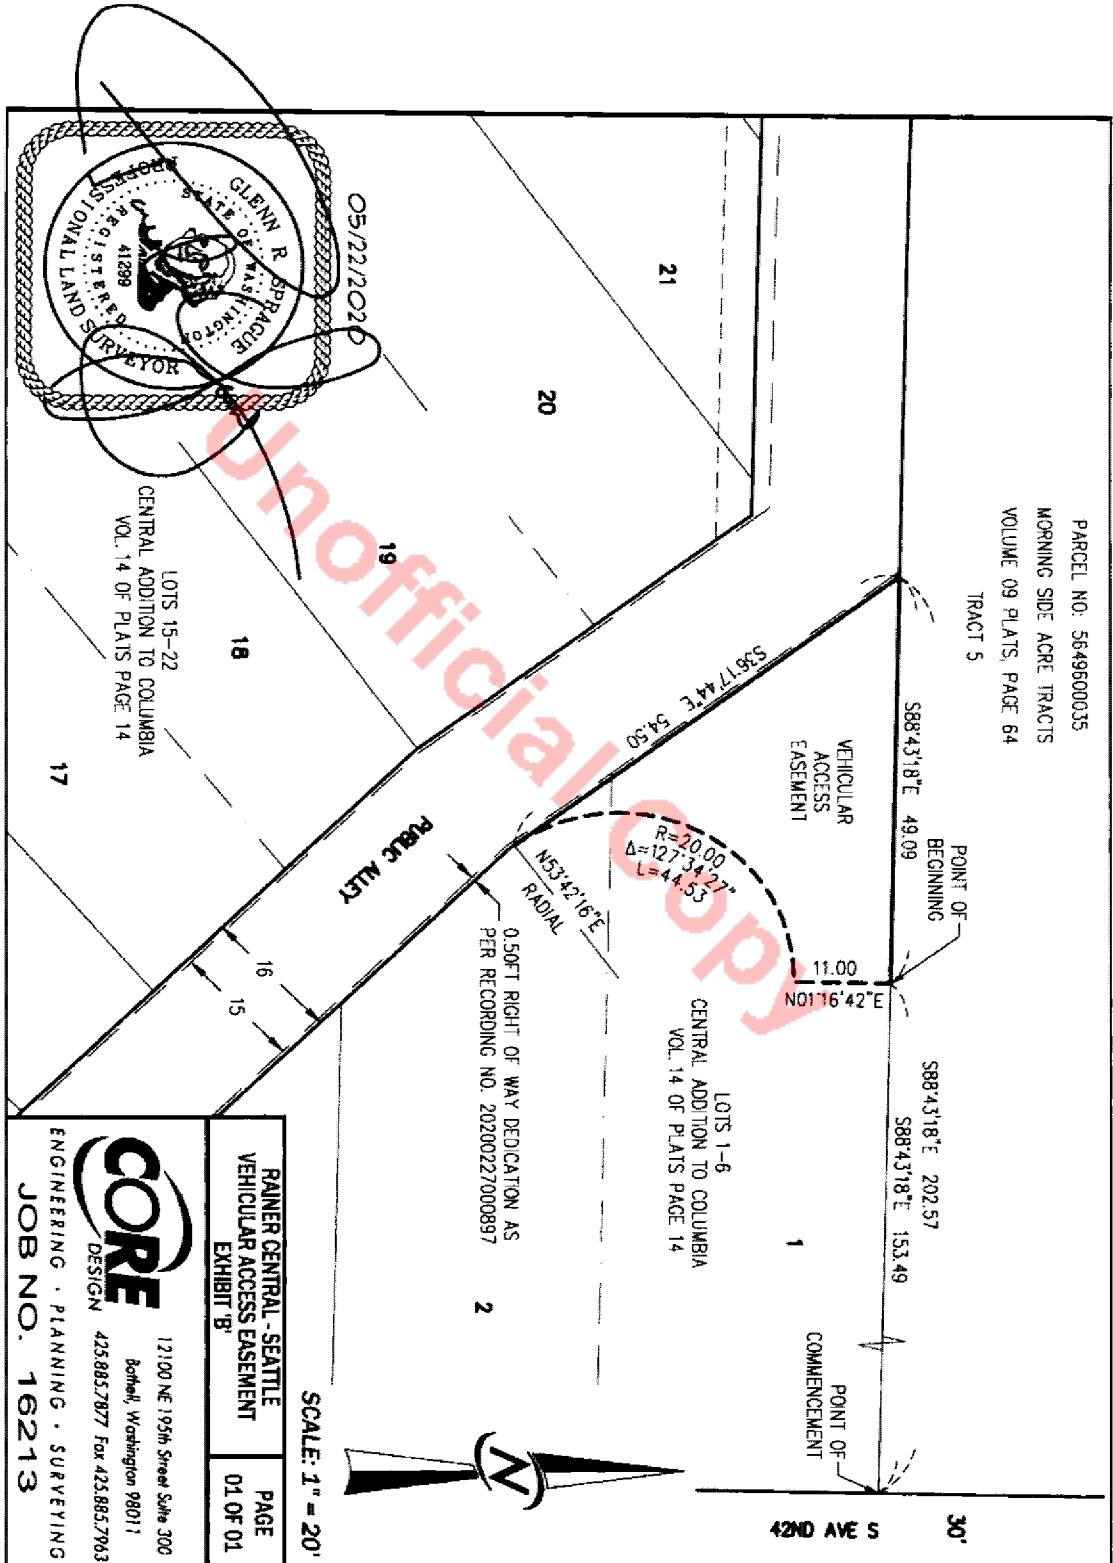 PARCEL NO: 5649600035
MORNING SIDE ACRE TRACTS
VOLUME 09 PLATS, PAGE 64
TRACT 5
S88°43'18"E 49.09
POINT OF
BEGINNING
S88°43'18"E 202.57
S88°43'18"E 153.49
POINT OF
COMMENCEMENT
30'
42ND AVE S
VEHICULAR
ACCESS
EASEMENT
11.00
N01°16'42"E
R=20.00
Δ=127°34'27"
L=44.53
S36°17'44"E
54.50
N53°42'16"E
RADIAL
LOTS 1-6
CENTRAL ADDITION TO COLUMBIA
VOL. 14 OF PLATS PAGE 14
1
2
0.50FT RIGHT OF WAY DEDICATION AS
PER RECORDING NO. 20200227000897
PUBLIC ALLEY
16
15
21
20
19
18
17
LOTS 15-22
CENTRAL ADDITION TO COLUMBIA
VOL. 14 OF PLATS PAGE 14
05/22/2020
GLENN R. SPRAGUE
STATE OF WASHINGTON
41299
REGISTERED
PROFESSIONAL LAND SURVEYOR
Unofficial Copy
N
SCALE: 1" = 20'
RAINER CENTRAL - SEATTLE
VEHICULAR ACCESS EASEMENT
EXHIBIT 'B'
PAGE
01 OF 01
CORE
DESIGN
12100 NE 195th Street Suite 300
Bothell, Washington 98011
425.885.7877 Fax 425.885.7963
ENGINEERING · PLANNING · SURVEYING
JOB NO. 16213